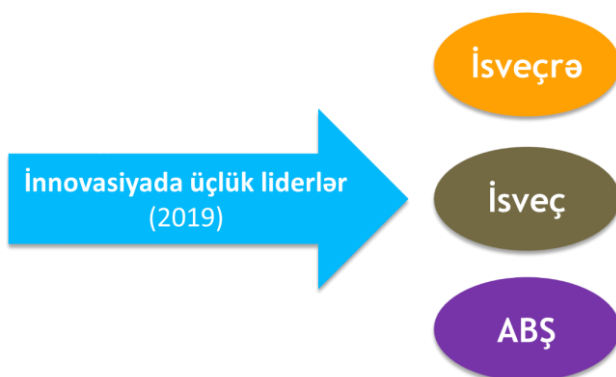 İnnovasiyada üçlük liderlər
(2019)
İsveçrə
İsveç
ABŞ